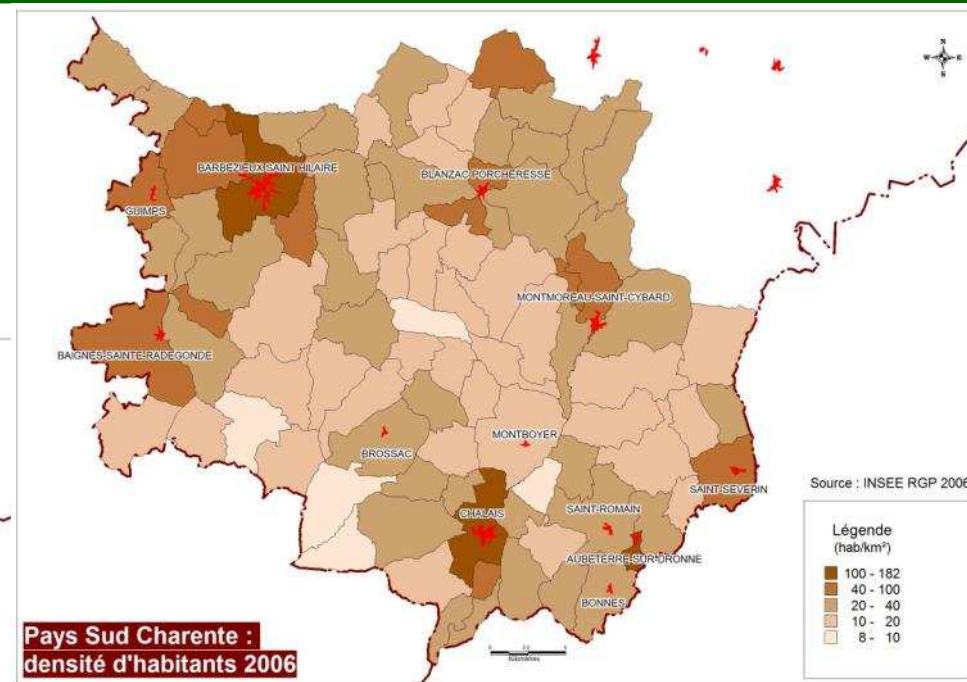 N
W E
S
BARBEZIEUX SAINT HILAIRE
BLANZAC PORCHERESSE
GUIMPS
MONTMOREAU-SAINT-CYBARD
BAIGNES-SAINTE-RADEGONDE
MONTBOYER
BROSSAC
SAINT-SEVERIN
Source : INSEE RGP 2006
CHALAIS
SAINT-ROMAIN
AUBETERRE-SUR-DRONNE
BONNES
Légende
(hab/km²)
100 - 182
40 - 100
20 - 40
10 - 20
8 - 10
Pays Sud Charente :
densité d'habitants 2006
Kilomètres